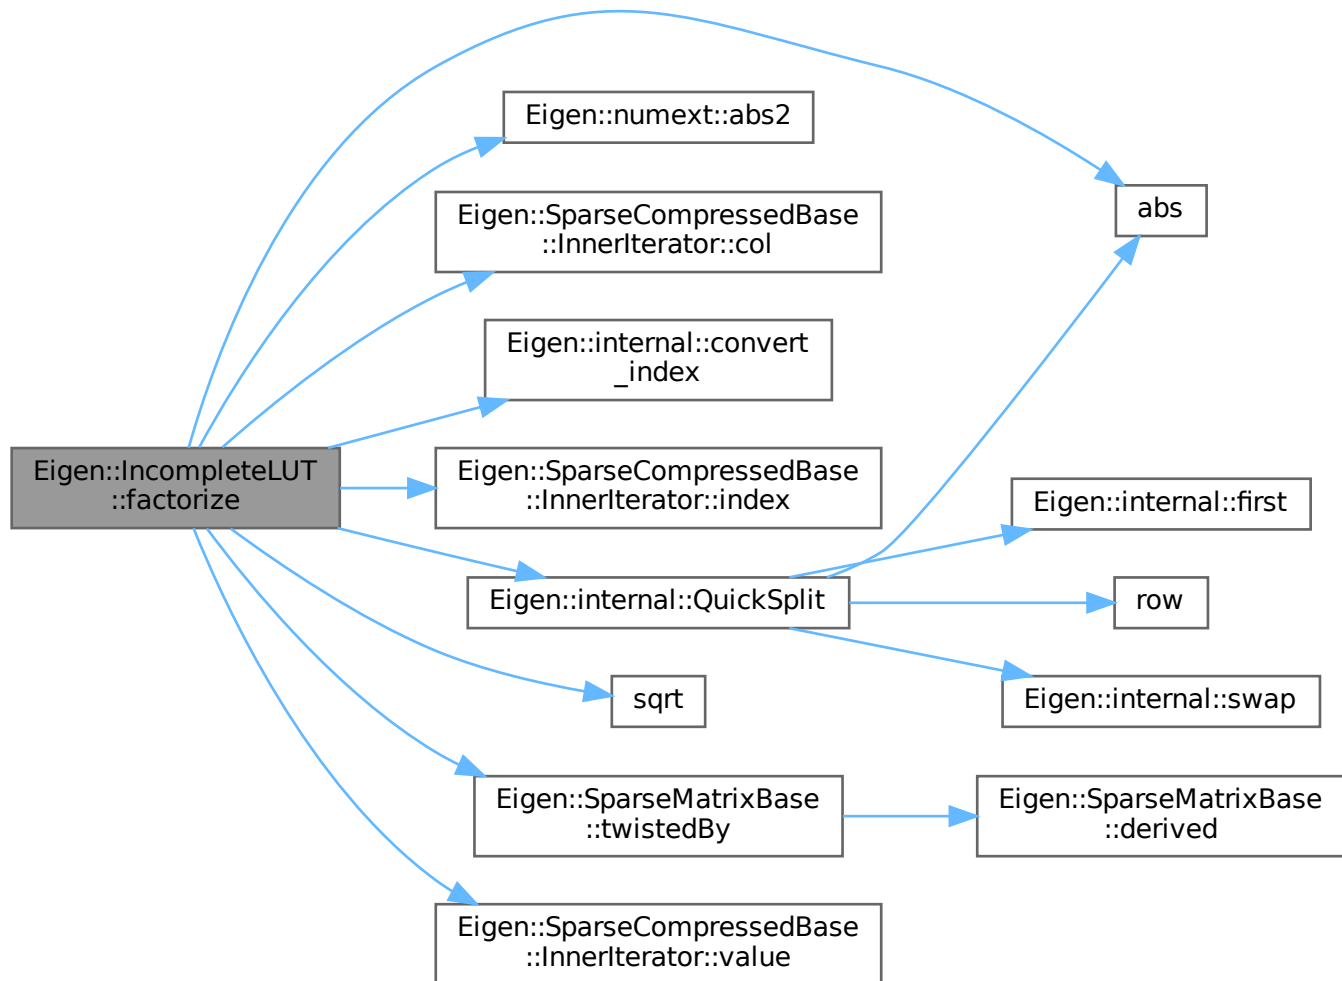 Eigen::numext::abs2
abs
Eigen::SparseCompressedBase
::InnerIterator::col
Eigen::internal::convert
_index
Eigen::IncompleteLUT
::factorize
Eigen::SparseCompressedBase
::InnerIterator::index
Eigen::internal::first
Eigen::internal::QuickSplit
row
sqrt
Eigen::internal::swap
Eigen::SparseMatrixBase
::twistedBy
Eigen::SparseMatrixBase
::derived
Eigen::SparseCompressedBase
::InnerIterator::value